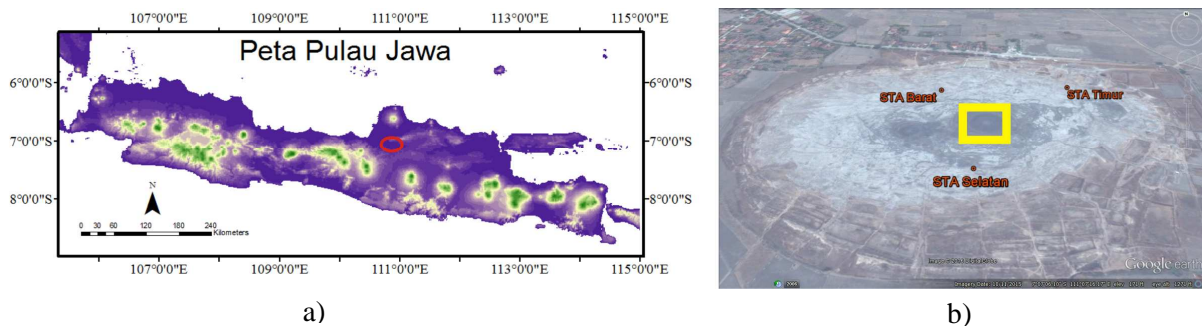 107°0'0"E 109°0'0"E 111°0'0"E 113°0'0"E 115°0'0"E
Peta Pulau Jawa
6°0'0"S 6°0'0"S
7°0'0"S 7°0'0"S
8°0'0"S 8°0'0"S
N
0 30 60 120 180 240
Kilometers
107°0'0"E 109°0'0"E 111°0'0"E 113°0'0"E 115°0'0"E
a)
N
STA Barat
STA Timur
STA Selatan
Google earth
b)